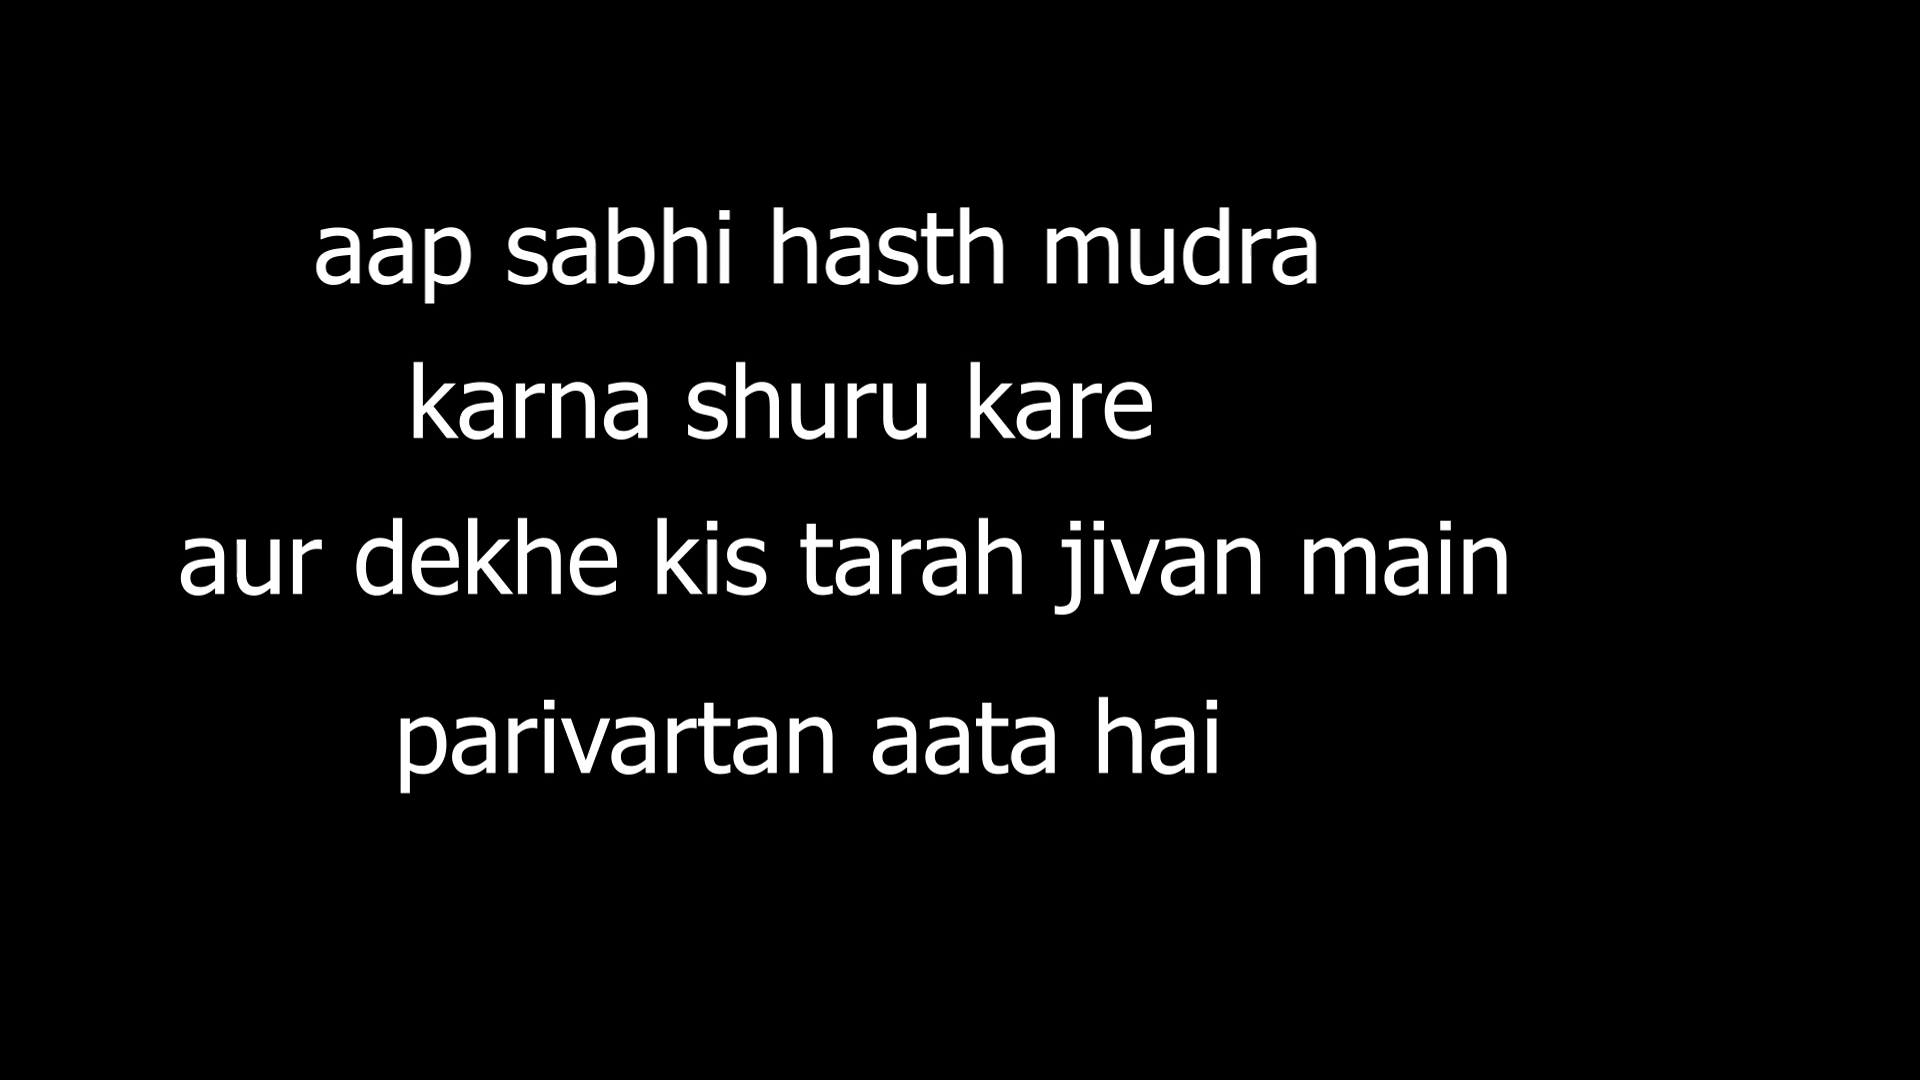 aap sabhi hasth mudra
karna shuru kare
aur dekhe kis tarah jivan main
parivartan aata hai